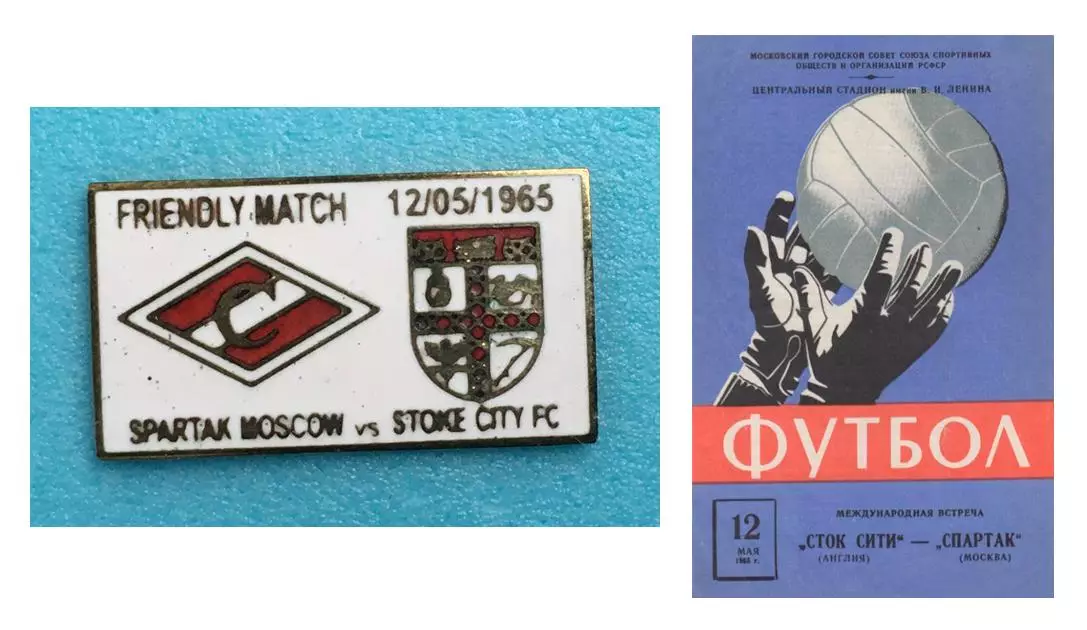 FRIENDLY MATCH 12/05/1965
SPARTAK MOSCOW vs STOKE CITY FC
МОСКОВСКИЙ ГОРОДСКОЙ СОВЕТ СОЮЗА СПОРТИВНЫХ
ОБЩЕСТВ И ОРГАНИЗАЦИЙ РСФСР
ЦЕНТРАЛЬНЫЙ СТАДИОН имени В. И. ЛЕНИНА
ФУТБОЛ
12
МАЯ
1965 г.
МЕЖДУНАРОДНАЯ ВСТРЕЧА
„СТОК СИТИ“ — „СПАРТАК“
(АНГЛИЯ) (МОСКВА)